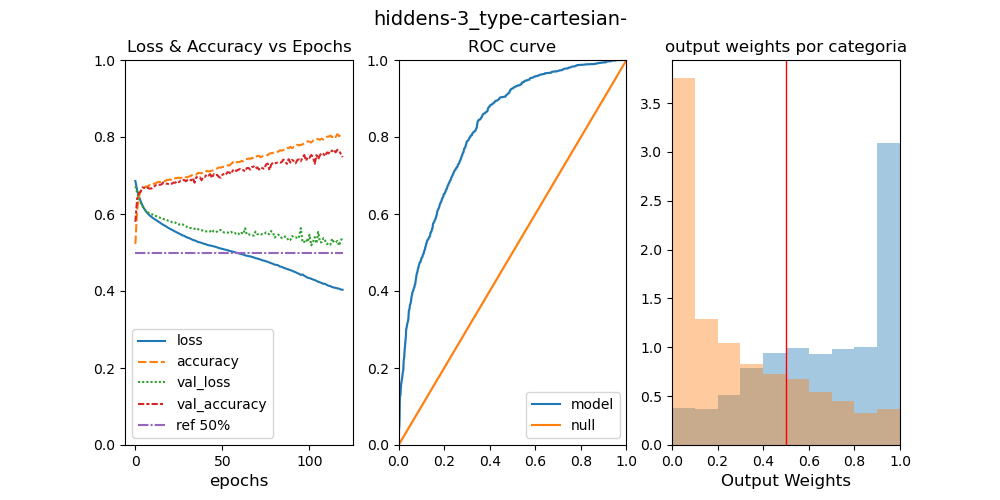 hiddens-3_type-cartesian-
Loss & Accuracy vs Epochs
1.0
0.8
0.6
0.4
0.2
0.0
0
50
100
epochs
loss
accuracy
val_loss
val_accuracy
ref 50%
ROC curve
1.0
0.8
0.6
0.4
0.2
0.0
0.0
0.2
0.4
0.6
0.8
1.0
model
null
output weights por categoria
3.5
3.0
2.5
2.0
1.5
1.0
0.5
0.0
0.0
0.2
0.4
0.6
0.8
1.0
Output Weights